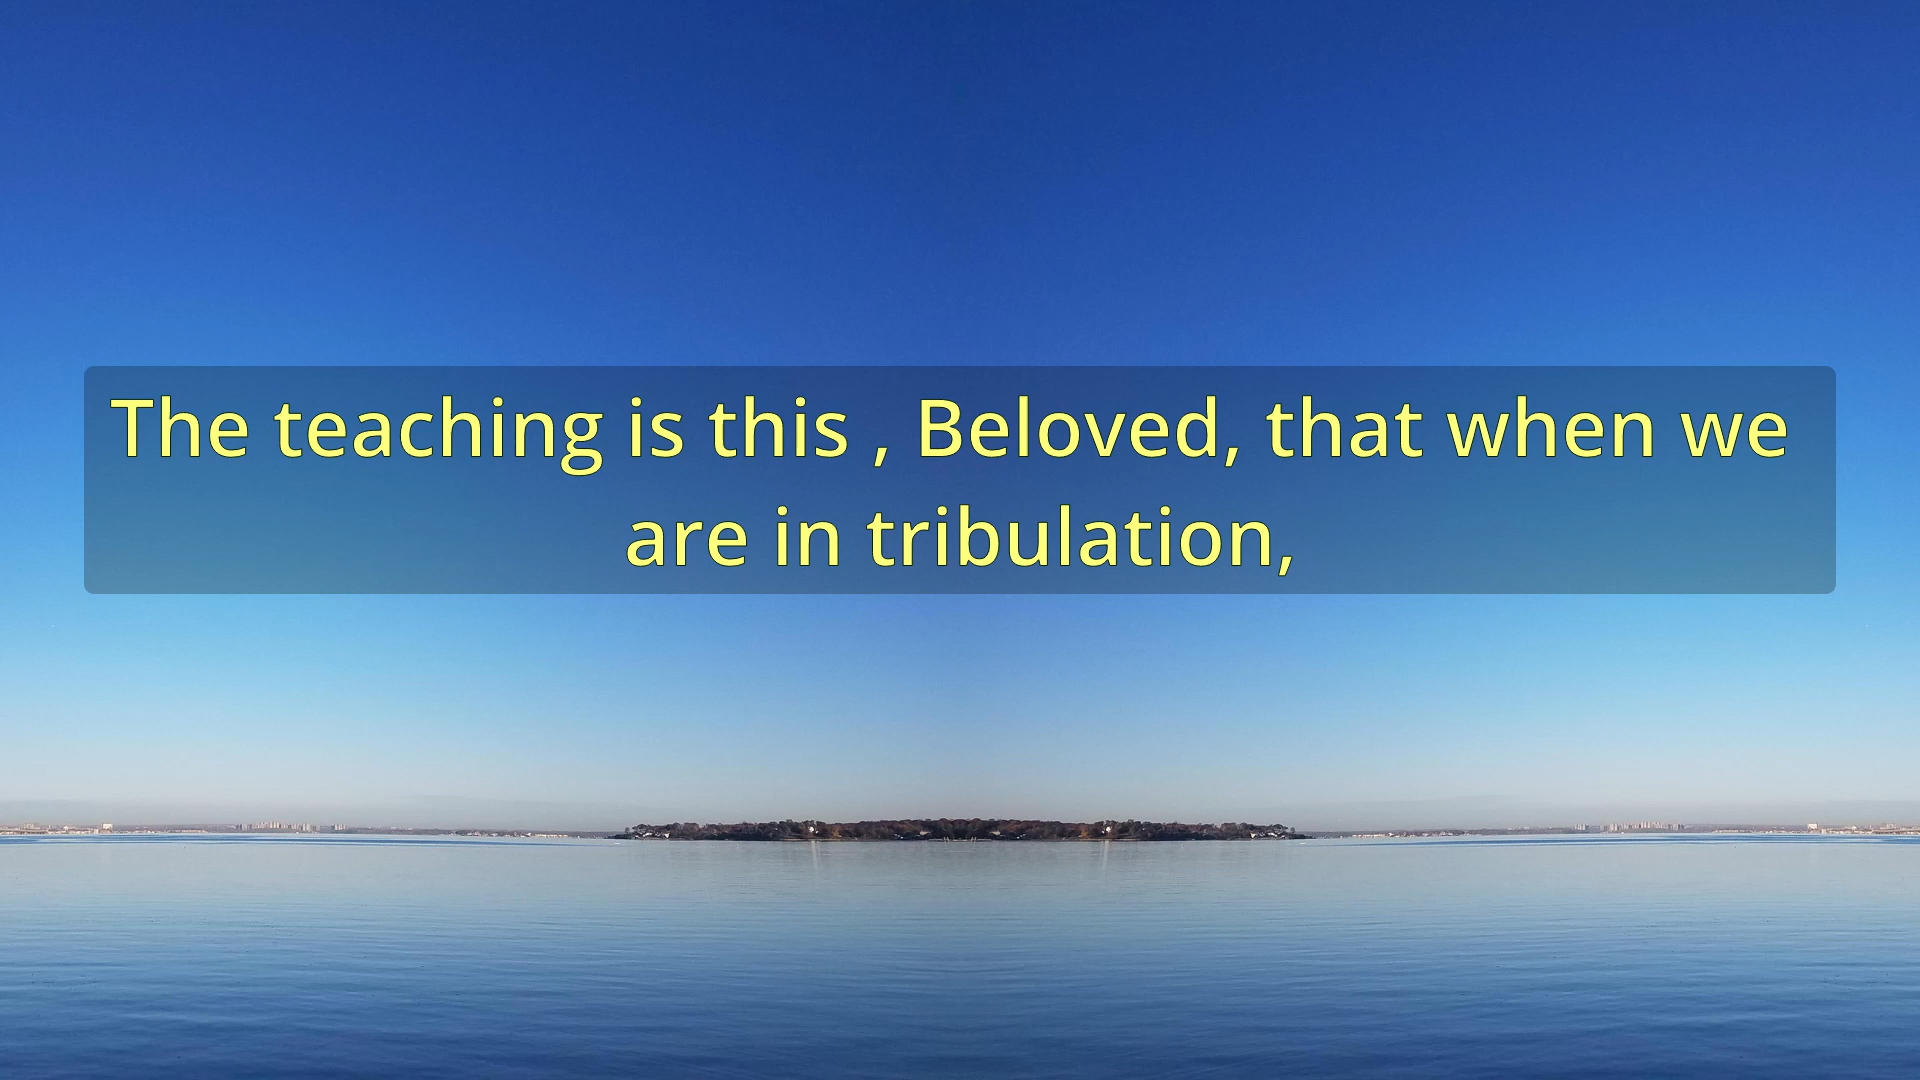 The teaching is this , Beloved, that when we
are in tribulation,